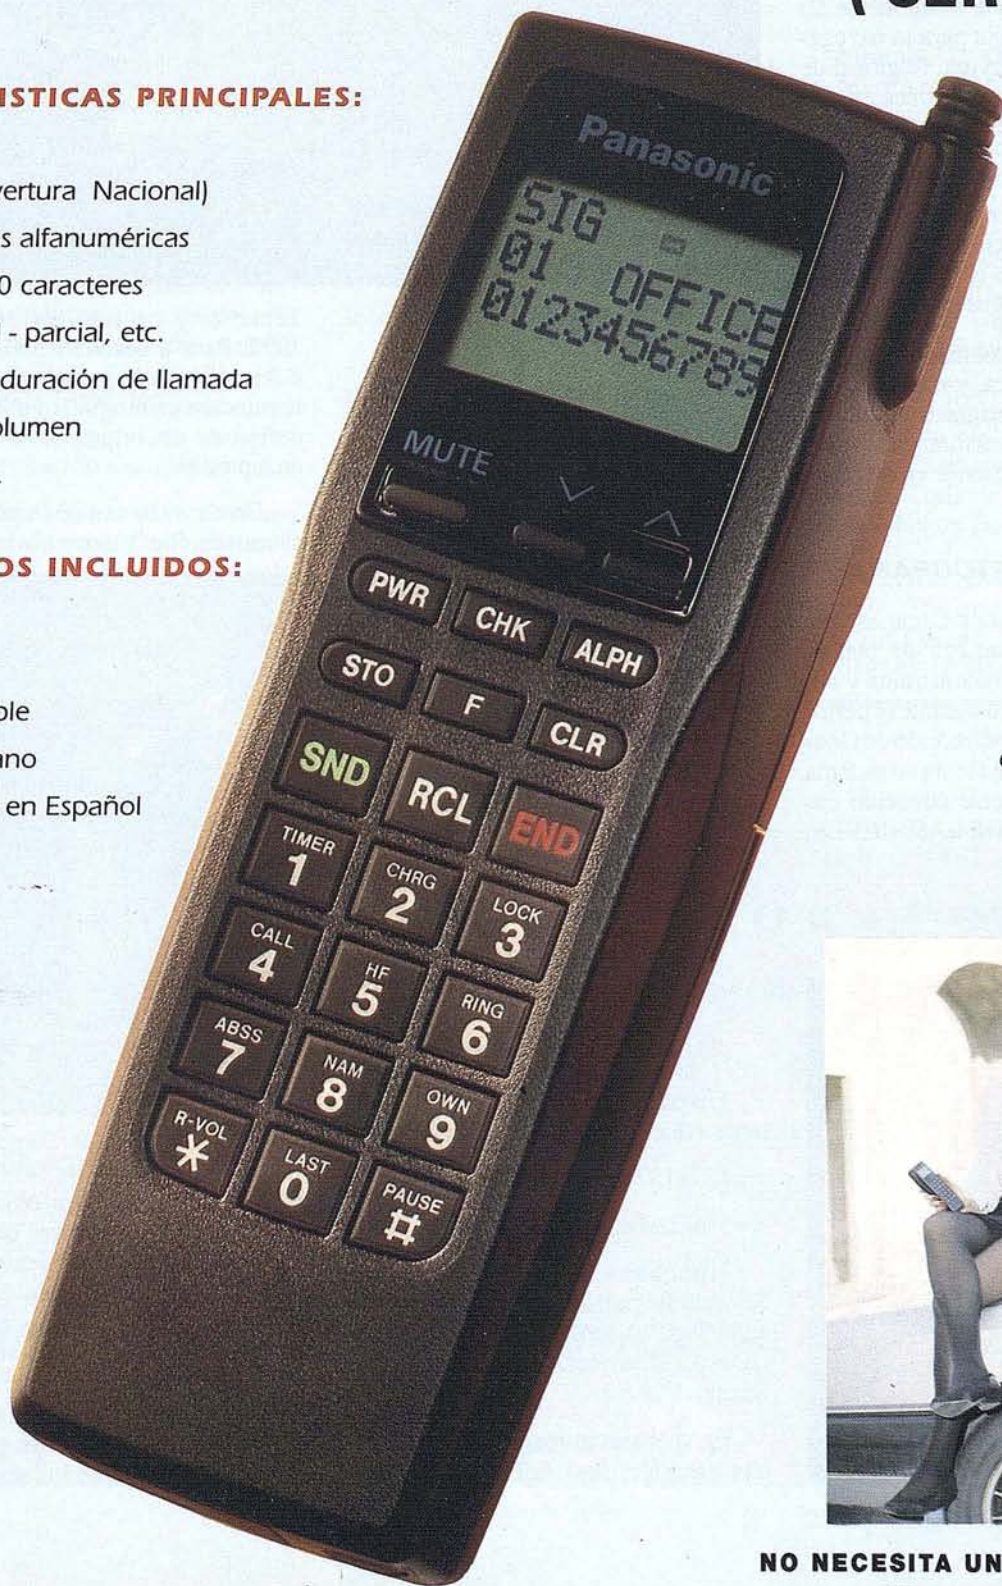 ISTICAS PRINCIPALES:
vertura Nacional)
s alfanuméricas
0 caracteres
l - parcial, etc.
duración de llamada
olumen
OS INCLUIDOS:
ble
ano
en Español
Panasonic
SIG
01 OFFICE
0123456789
MUTE
PWR CHK ALPH
STO F CLR
SND RCL END
TIMER CHRG LOCK
1 2 3
CALL HF RING
4 5 6
ABSS NAM OWN
7 8 9
R-VOL LAST PAUSE
* 0 #
NO NECESITA UN